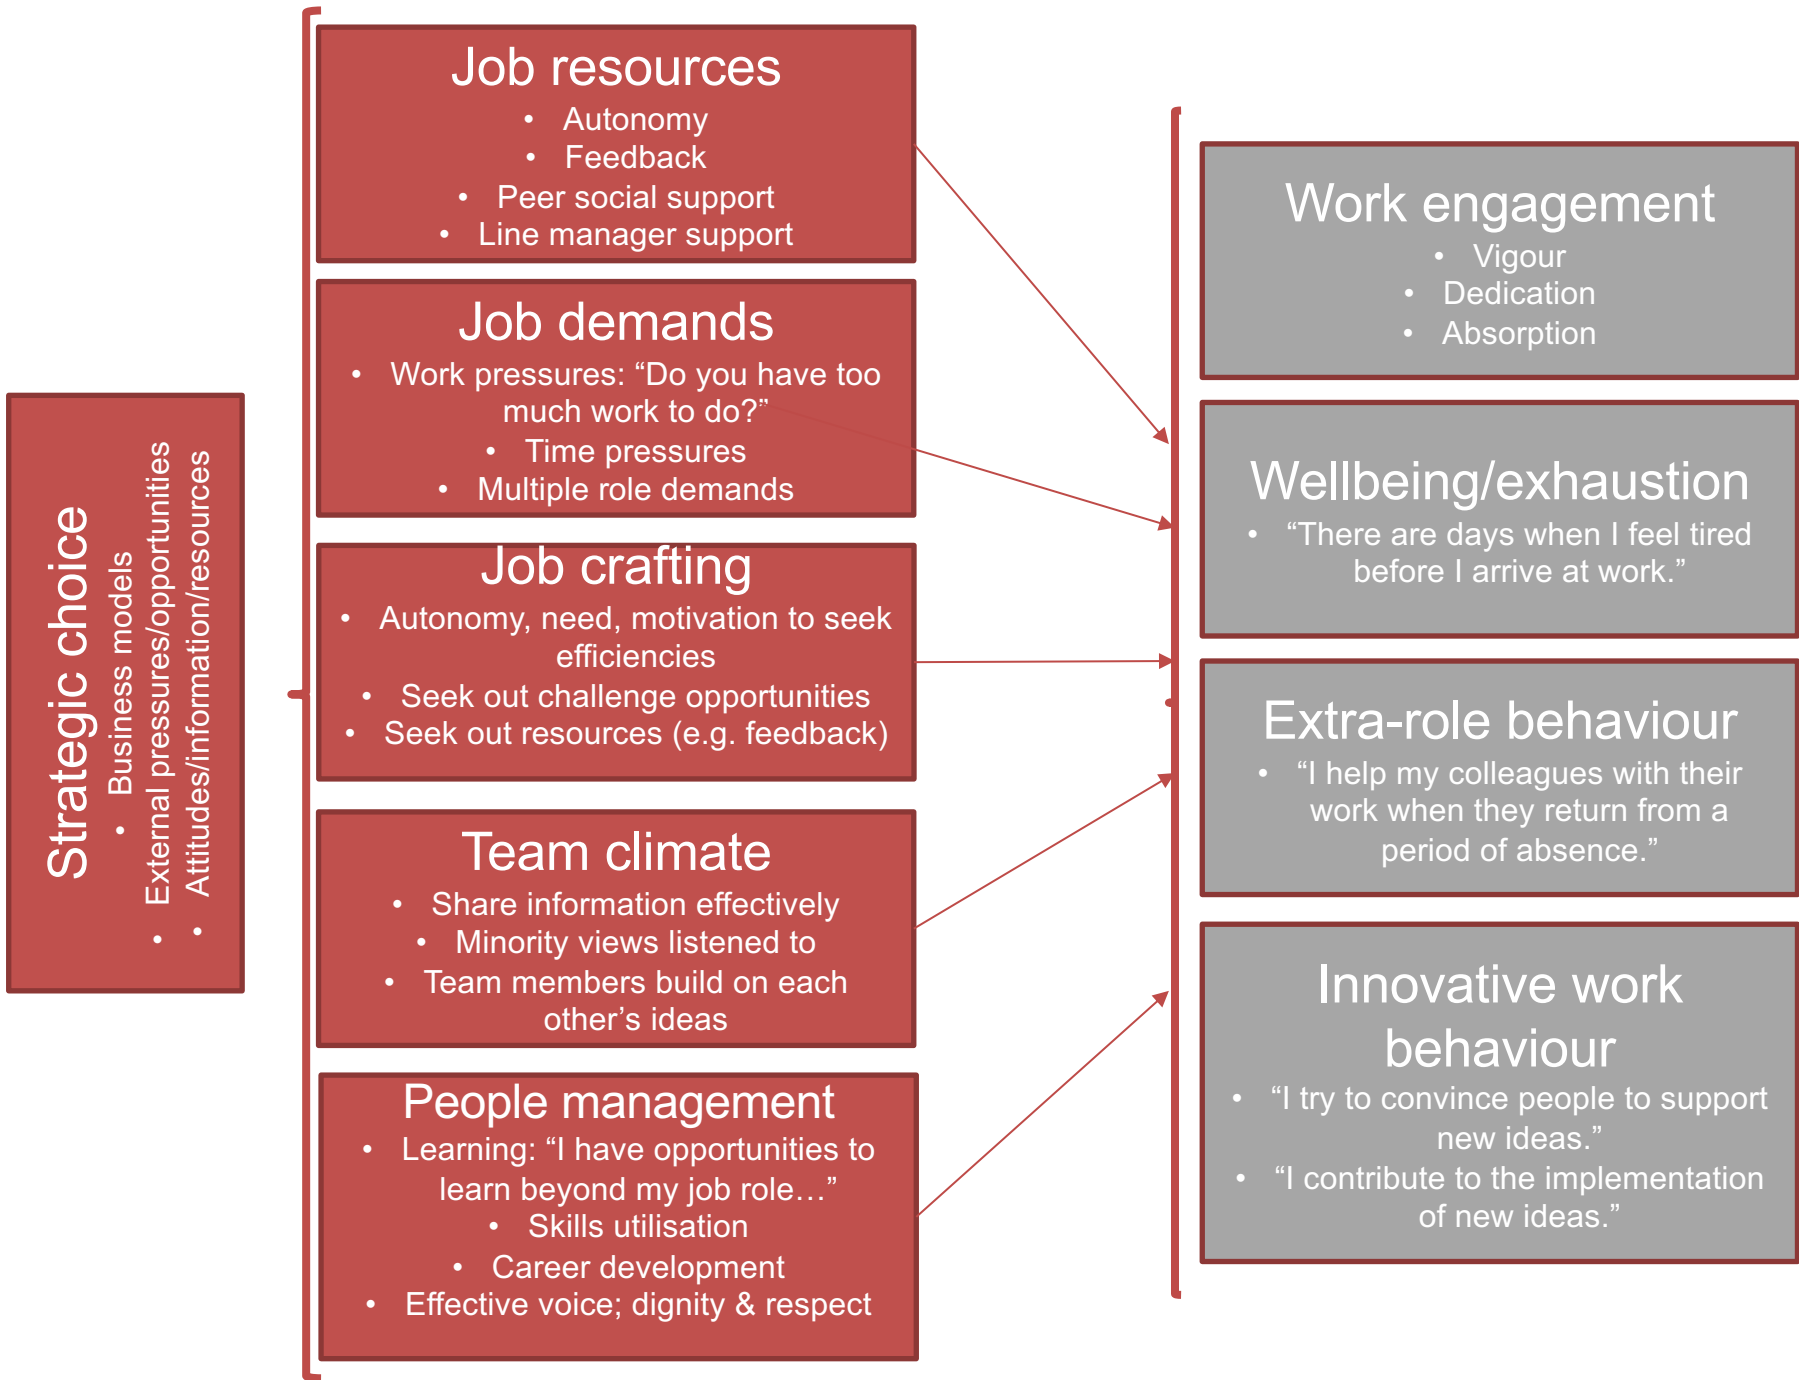 Strategic choice
• Business models
• External pressures/opportunities
• Attitudes/information/resources
Job resources
• Autonomy
• Feedback
• Peer social support
• Line manager support
Job demands
• Work pressures: “Do you have too
much work to do?”
• Time pressures
• Multiple role demands
Job crafting
• Autonomy, need, motivation to seek
efficiencies
• Seek out challenge opportunities
• Seek out resources (e.g. feedback)
Team climate
• Share information effectively
• Minority views listened to
• Team members build on each
other’s ideas
People management
• Learning: “I have opportunities to
learn beyond my job role…”
• Skills utilisation
• Career development
• Effective voice; dignity & respect
Work engagement
• Vigour
• Dedication
• Absorption
Wellbeing/exhaustion
• “There are days when I feel tired
before I arrive at work.”
Extra-role behaviour
• “I help my colleagues with their
work when they return from a
period of absence.”
Innovative work
behaviour
• “I try to convince people to support
new ideas.”
• “I contribute to the implementation
of new ideas.”